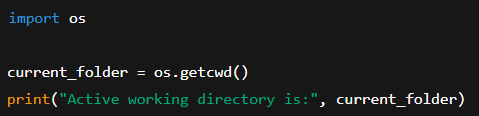 import os
current_folder = os.getcwd()
print("Active working directory is:", current_folder)